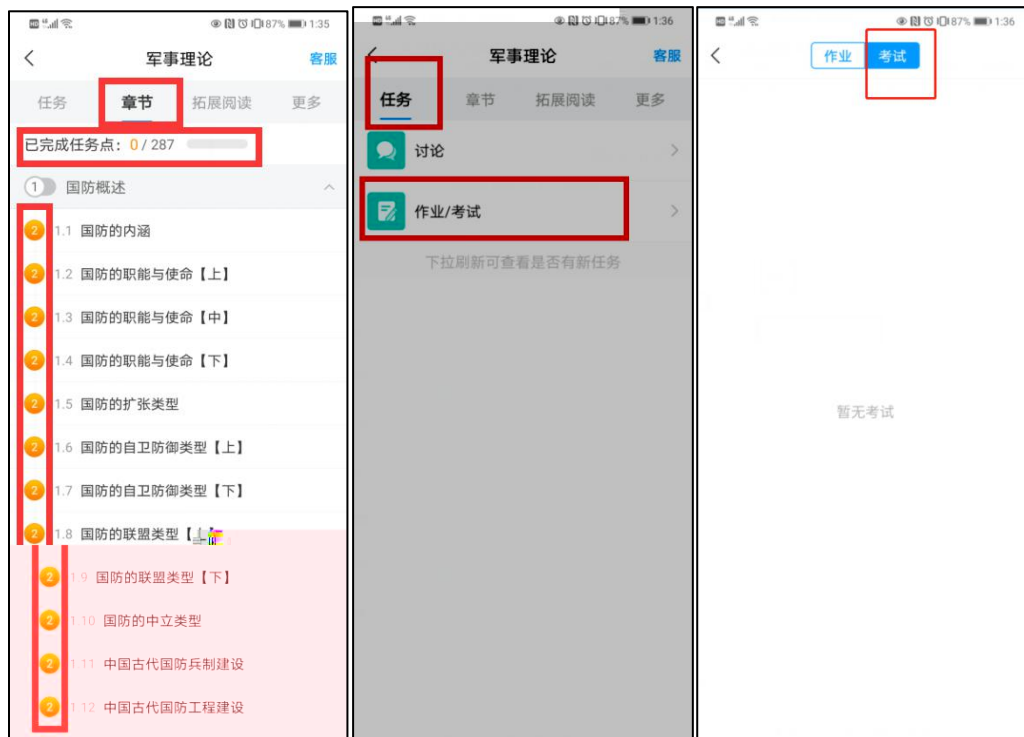 1:35
军事理论
客服
任务 章节 拓展阅读 更多
已完成任务点：0 / 287
1 国防概述
2 1.1 国防的内涵
2 1.2 国防的职能与使命【上】
2 1.3 国防的职能与使命【中】
2 1.4 国防的职能与使命【下】
2 1.5 国防的扩张类型
2 1.6 国防的自卫防御类型【上】
2 1.7 国防的自卫防御类型【下】
2 1.8 国防的联盟类型【
2 1.9 国防的联盟类型【下】
2 1.10 国防的中立类型
2 1.11 中国古代国防兵制建设
2 1.12 中国古代国防工程建设
87% 1:36
军事理论
客服
任务 章节 拓展阅读 更多
讨论
作业/考试
下拉刷新可查看是否有新任务
87% 1:36
作业 考试
暂无考试